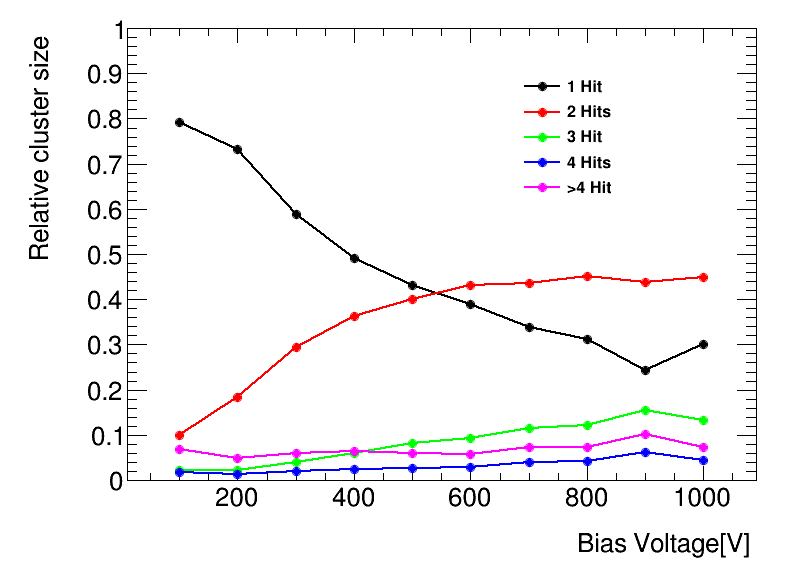 Relative cluster size
1
0.9
0.8
0.7
0.6
0.5
0.4
0.3
0.2
0.1
0
1 Hit
2 Hits
3 Hit
4 Hits
>4 Hit
200 400 600 800 1000
Bias Voltage[V]